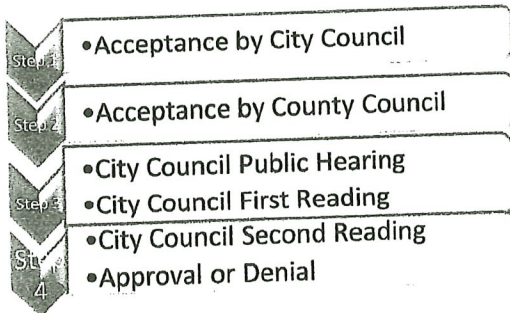 Step 1
•Acceptance by City Council
Step 2
•Acceptance by County Council
Step 3
•City Council Public Hearing
•City Council First Reading
Step 4
•City Council Second Reading
•Approval or Denial